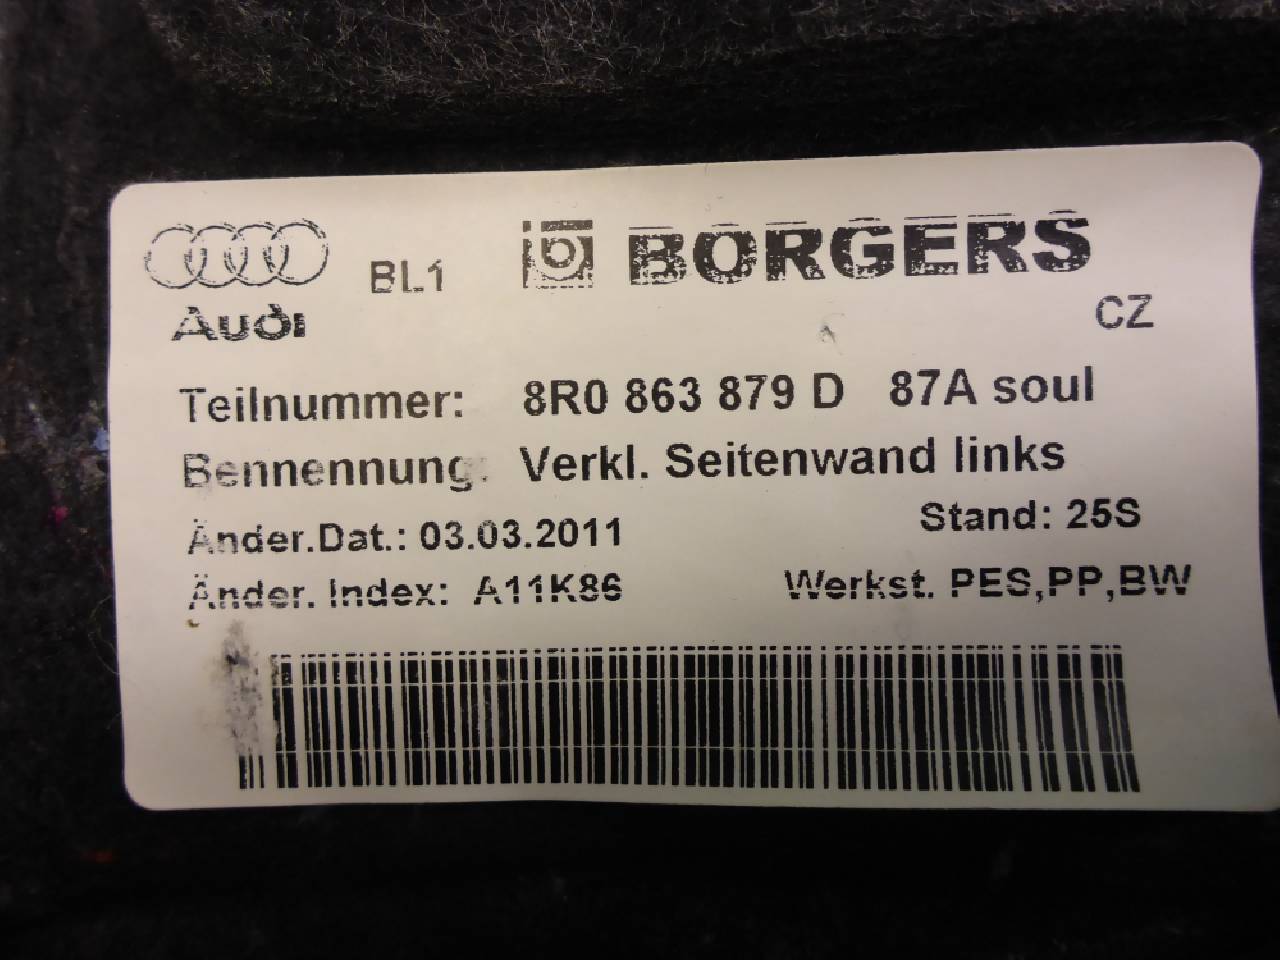 BL1 BORGERS
Audi CZ
Teilnummer: 8R0 863 879 D 87A soul
Bennennung: Verkl. Seitenwand links
Änder.Dat.: 03.03.2011 Stand: 25S
Änder. Index: A11K86 Werkst. PES,PP,BW